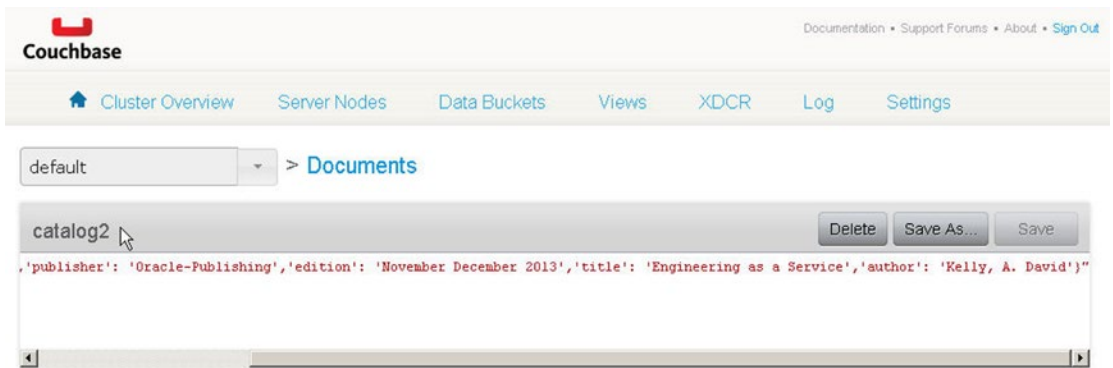 Documentation • Support Forums • About • Sign Out
Couchbase
Cluster Overview Server Nodes Data Buckets Views XDCR Log Settings
default > Documents
catalog2 Delete Save As... Save
,'publisher': 'Oracle-Publishing','edition': 'November December 2013','title': 'Engineering as a Service','author': 'Kelly, A. David'}"